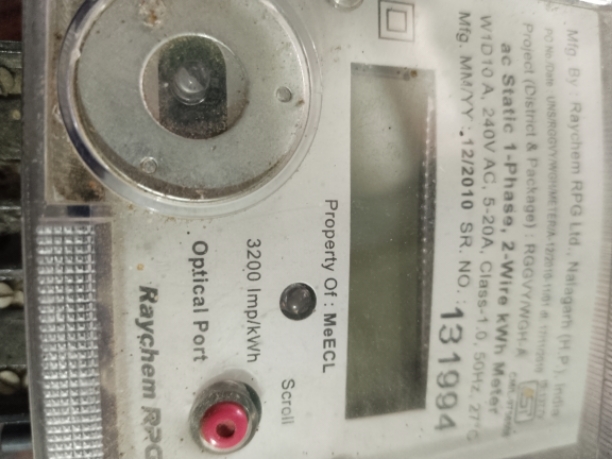 Mfg. By : Raychem RPG Ltd., Nalagarh (H.P.), India
Project (District & Package) : RGGVY/WGH-A
ac Static 1-Phase, 2-Wire kWh Meter
W1D10 A, 240V AC, 5-20A, Class-1.0, 50Hz, 27°C
Mfg. MM/YY : 12/2010 SR. NO. : 131994
Property Of : MeECL
Scroll
3200 Imp/kWh
Optical Port
Raychem RPG